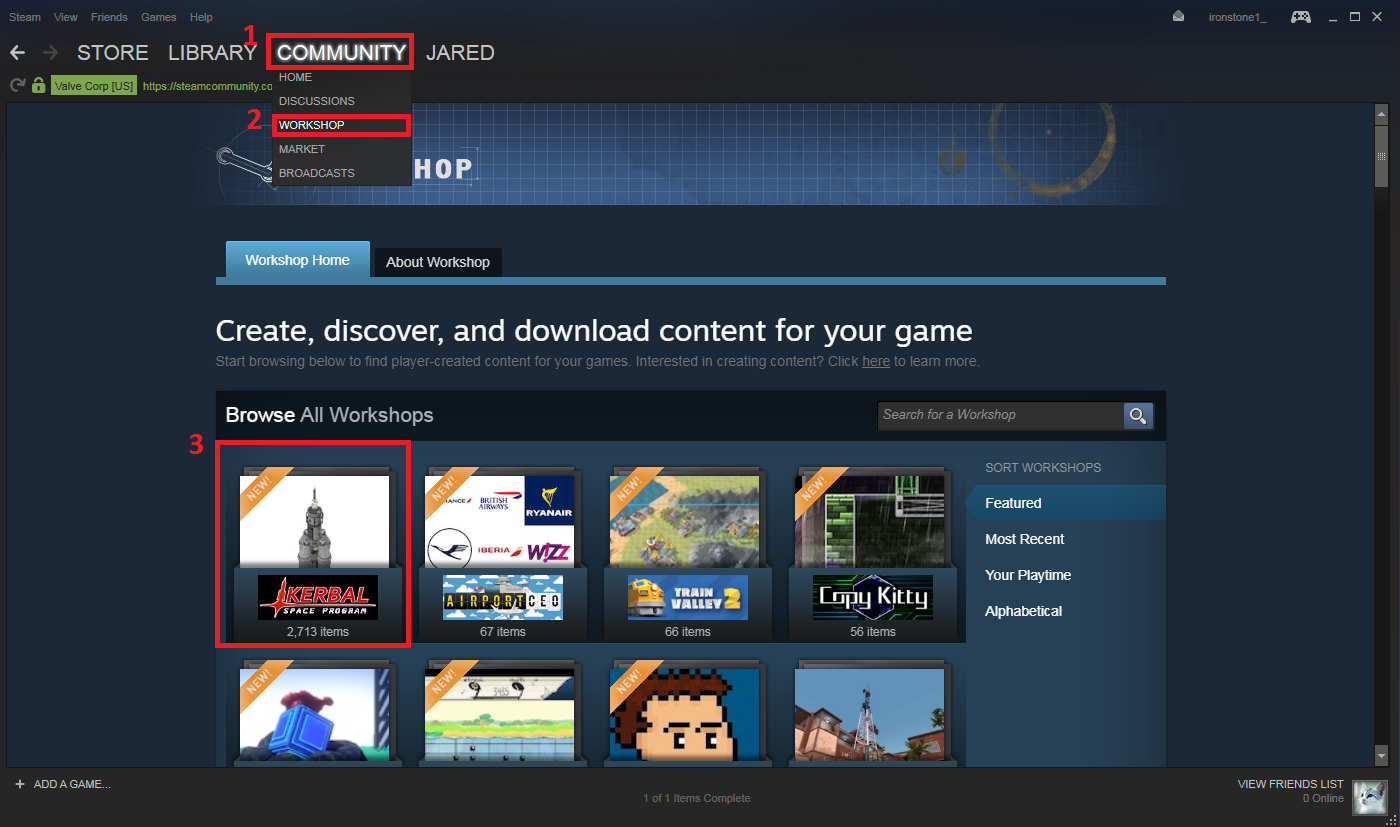 Steam View Friends Games Help
ironstone1_
1
STORE LIBRARY COMMUNITY JARED
Valve Corp [US] https://steamcommunity.co
HOME
DISCUSSIONS
2
WORKSHOP
MARKET
BROADCASTS
HOP
Workshop Home About Workshop
Create, discover, and download content for your game
Start browsing below to find player-created content for your games. Interested in creating content? Click here to learn more.
Browse All Workshops
Search for a Workshop
3
NEW! NEW! NEW! NEW!
RANCE BRITISH AIRWAYS RYANAIR
IBERIA WIZZ
KERBAL SPACE PROGRAM
AIRPORT CEO
TRAIN VALLEY 2
Copy Kitty
2,713 items 67 items 66 items 56 items
SORT WORKSHOPS
Featured
Most Recent
Your Playtime
Alphabetical
NEW! NEW! NEW!
3485
+ ADD A GAME...
1 of 1 Items Complete
VIEW FRIENDS LIST
0 Online